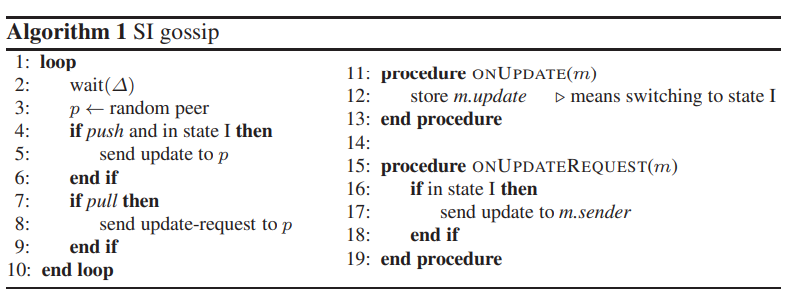 Algorithm 1 SI gossip
1: loop
2: wait(Δ)
3: p ← random peer
4: if push and in state I then
5: send update to p
6: end if
7: if pull then
8: send update-request to p
9: end if
10: end loop
11: procedure ONUPDATE(m)
12: store m.update ▷ means switching to state I
13: end procedure
14:
15: procedure ONUPDATEREQUEST(m)
16: if in state I then
17: send update to m.sender
18: end if
19: end procedure